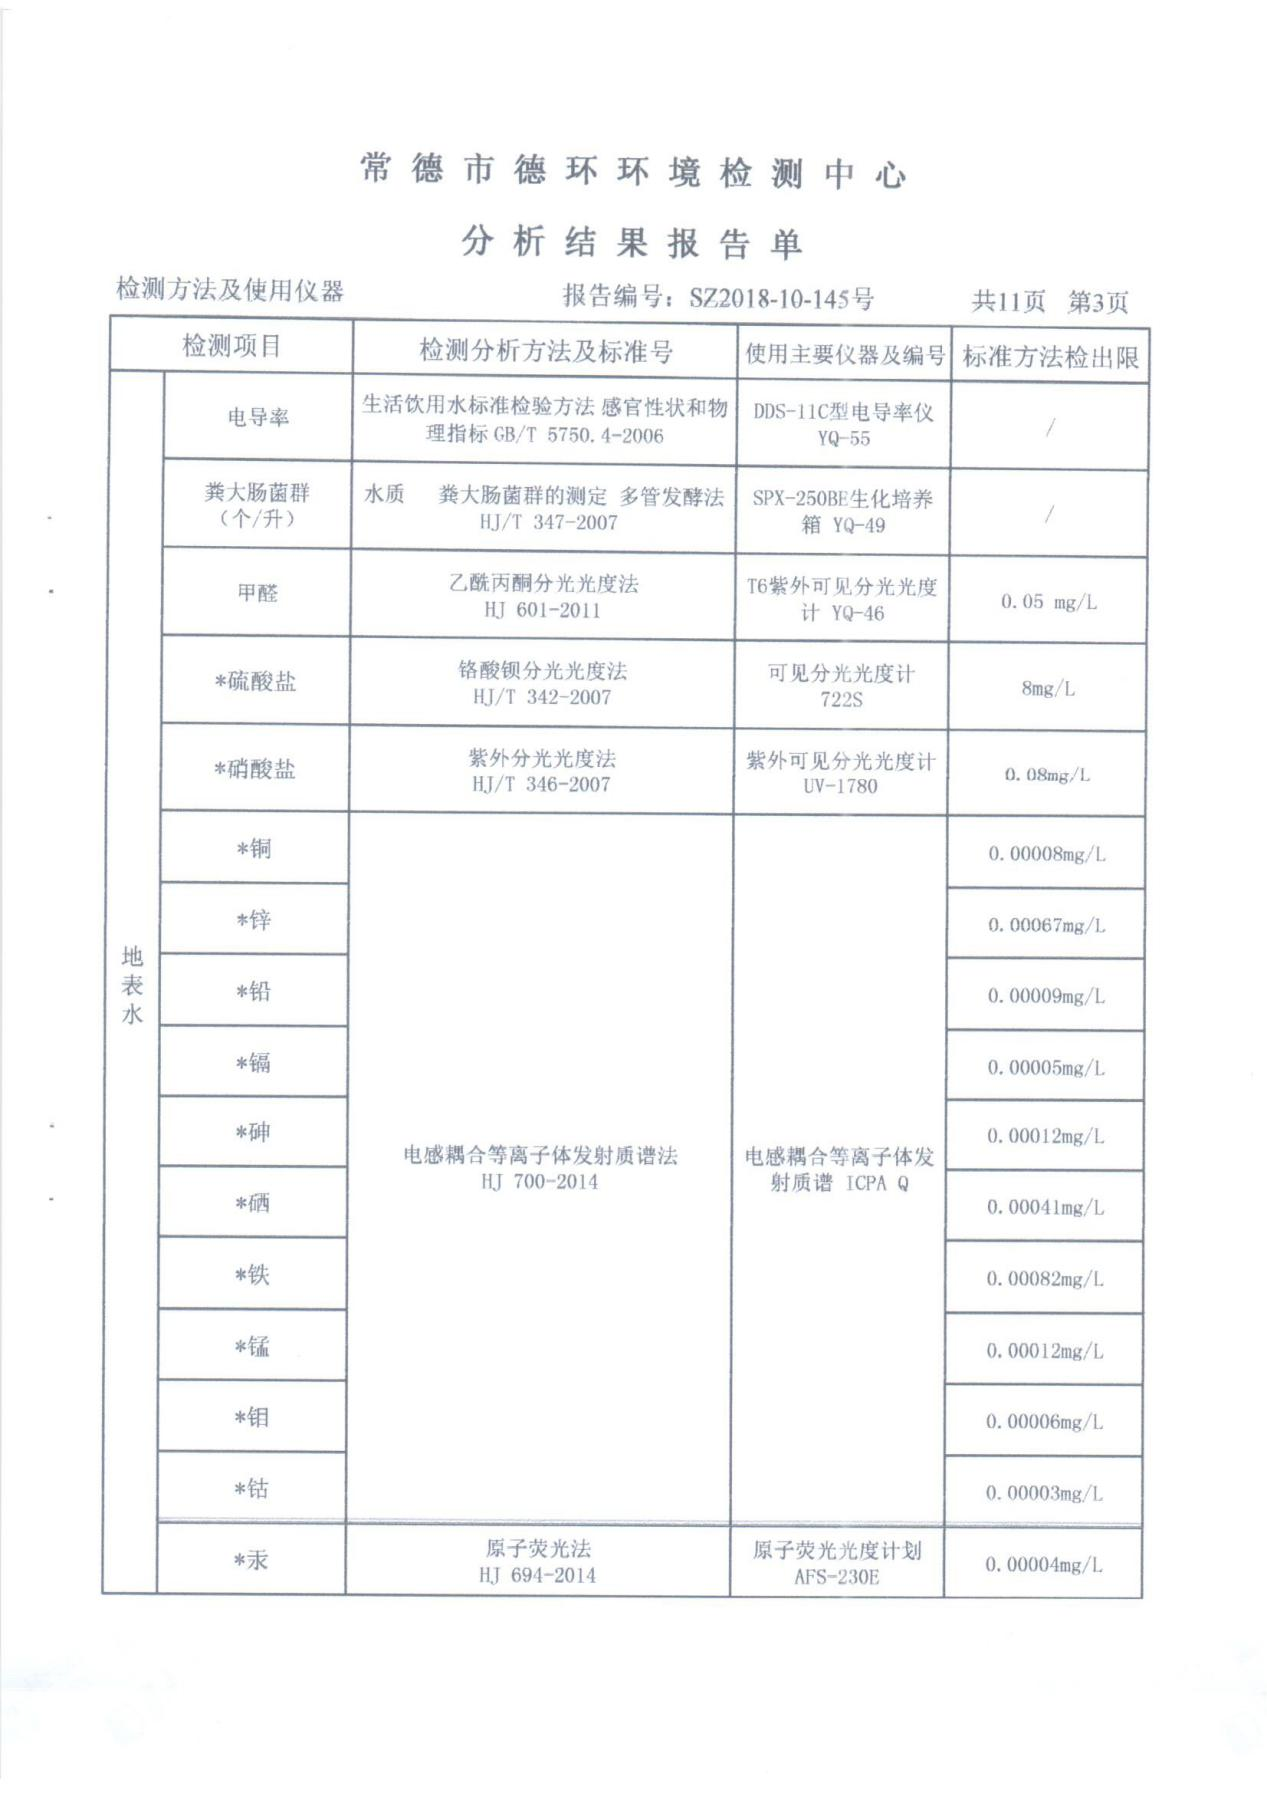 常德市德环环境检测中心
分析结果报告单
检测方法及使用仪器 报告编号：SZ2018-10-145号 共11页 第3页
检测项目 检测分析方法及标准号 使用主要仪器及编号 标准方法检出限
地表水
电导率 生活饮用水标准检验方法 感官性状和物 DDS-11C型电导率仪 /
理指标 GB/T 5750.4-2006 YQ-55
粪大肠菌群 水质 粪大肠菌群的测定 多管发酵法 SPX-250BE生化培养 /
（个/升） HJ/T 347-2007 箱 YQ-49
甲醛 乙酰丙酮分光光度法 T6紫外可见分光光度 0.05 mg/L
HJ 601-2011 计 YQ-46
*硫酸盐 铬酸钡分光光度法 可见分光光度计 8mg/L
HJ/T 342-2007 722S
*硝酸盐 紫外分光光度法 紫外可见分光光度计 0.08mg/L
HJ/T 346-2007 UV-1780
*铜 0.00008mg/L
*锌 0.00067mg/L
*铅 0.00009mg/L
*镉 0.00005mg/L
*砷 0.00012mg/L
电感耦合等离子体发射质谱法 电感耦合等离子体发
HJ 700-2014 射质谱 ICPA Q
*硒 0.00041mg/L
*铁 0.00082mg/L
*锰 0.00012mg/L
*钼 0.00006mg/L
*钴 0.00003mg/L
*汞 原子荧光法 原子荧光光度计划 0.00004mg/L
HJ 694-2014 AFS-230E